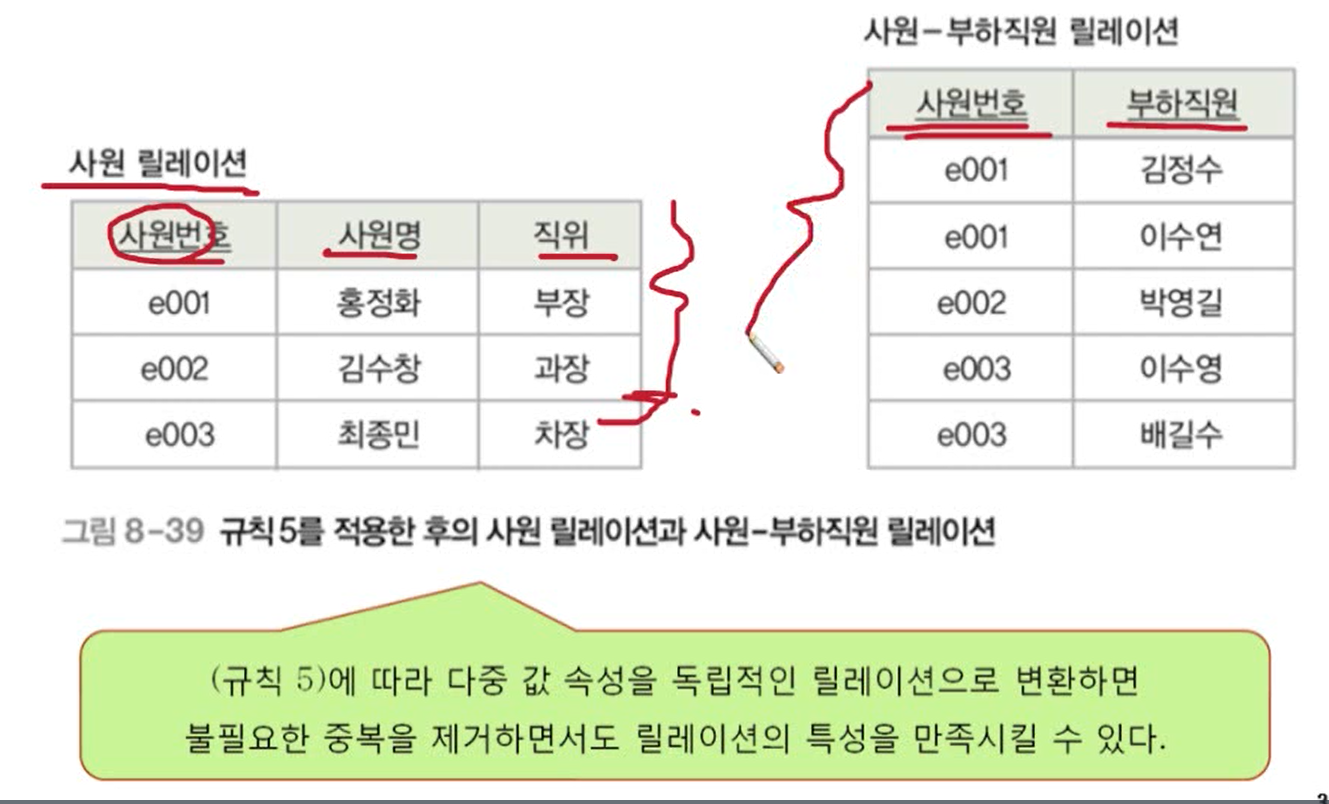 사원 릴레이션
사원번호 사원명 직위
e001 홍정화 부장
e002 김수창 과장
e003 최종민 차장
사원-부하직원 릴레이션
사원번호 부하직원
e001 김정수
e001 이수연
e002 박영길
e003 이수영
e003 배길수
그림 8-39 규칙 5를 적용한 후의 사원 릴레이션과 사원-부하직원 릴레이션
(규칙 5)에 따라 다중 값 속성을 독립적인 릴레이션으로 변환하면
불필요한 중복을 제거하면서도 릴레이션의 특성을 만족시킬 수 있다.